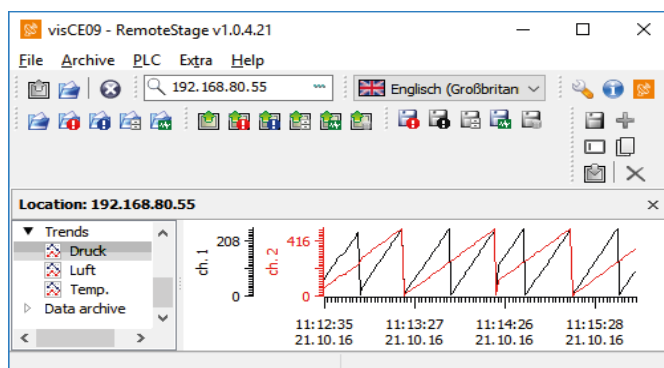 visCE09 - RemoteStage v1.0.4.21
File Archive PLC Extra Help
192.168.80.55 Englisch (Großbritan
Location: 192.168.80.55
Trends
Druck
Luft
Temp.
Data archive
ch. 1
208
0
ch. 2
416
0
11:12:35 11:13:27 11:14:26 11:15:28
21.10.16 21.10.16 21.10.16 21.10.16